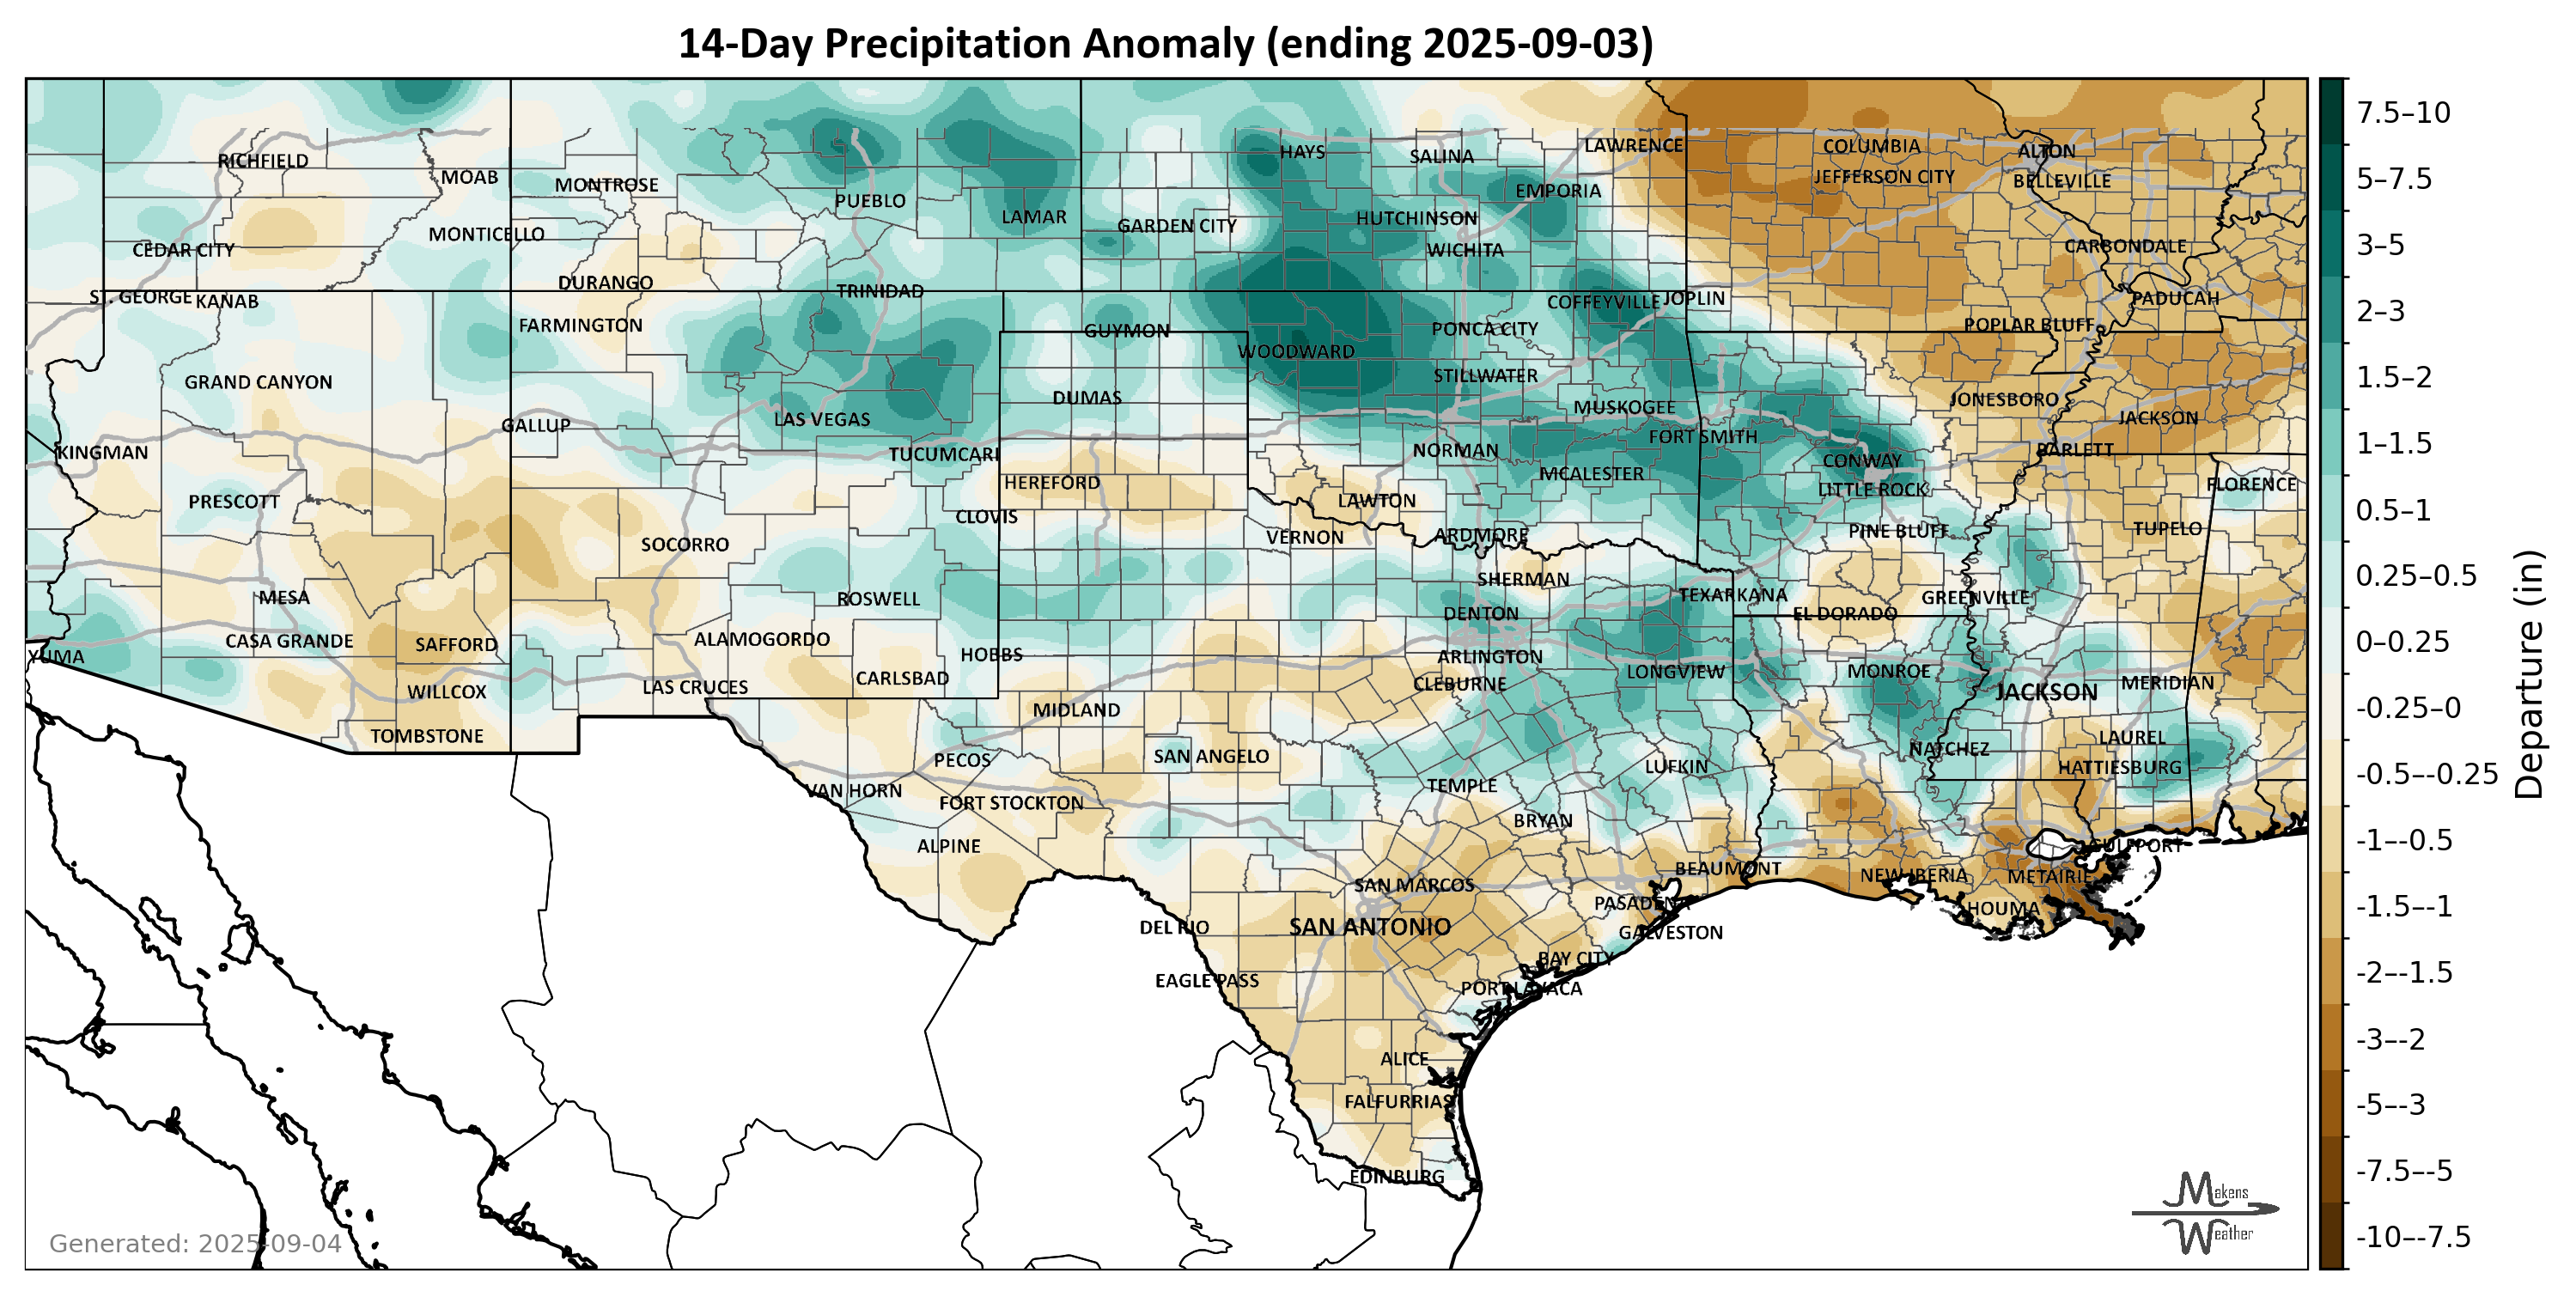 14-Day Precipitation Anomaly (ending 2025-09-03)
HAYS
SALINA
LAWRENCE
COLUMBIA
ALTON
RICHFIELD
MOAB
MONTROSE
PUEBLO
EMPORIA
JEFFERSON CITY
BELLEVILLE
LAMAR
GARDEN CITY
HUTCHINSON
MONTICELLO
CEDAR CITY
WICHITA
CARBONDALE
DURANGO
TRINIDAD
ST. GEORGE
KANAB
COFFEYVILLE
JOPLIN
PADUCAH
FARMINGTON
GUYMON
PONCA CITY
POPLAR BLUFF
WOODWARD
GRAND CANYON
STILLWATER
DUMAS
MUSKOGEE
JONESBORO
JACKSON
GALLUP
LAS VEGAS
FORT SMITH
KINGMAN
TUCUMCARI
NORMAN
BARLETT
CONWAY
MCALESTER
PRESCOTT
HEREFORD
LAWTON
LITTLE ROCK
FLORENCE
CLOVIS
SOCORRO
VERNON
ARDMORE
PINE BLUFF
TUPELO
SHERMAN
MESA
ROSWELL
TEXARKANA
GREENVILLE
DENTON
EL DORADO
CASA GRANDE
SAFFORD
ALAMOGORDO
YUMA
HOBBS
ARLINGTON
LONGVIEW
MONROE
CARLSBAD
CLEBURNE
MERIDIAN
WILLCOX
LAS CRUCES
JACKSON
MIDLAND
TOMBSTONE
LAUREL
PECOS
SAN ANGELO
NATCHEZ
LUFKIN
HATTIESBURG
VAN HORN
FORT STOCKTON
TEMPLE
BRYAN
ALPINE
GULFPORT
BEAUMONT
SAN MARCOS
NEW IBERIA
METAIRIE
PASADENA
HOUMA
DEL RIO
SAN ANTONIO
GALVESTON
BAY CITY
EAGLE PASS
PORT LAVACA
ALICE
FALFURRIAS
EDINBURG
Generated: 2025-09-04
Makens
Weather
7.5–10
5–7.5
3–5
2–3
1.5–2
1–1.5
0.5–1
0.25–0.5
0–0.25
-0.25–0
-0.5–-0.25
-1–-0.5
-1.5–-1
-2–-1.5
-3–-2
-5–-3
-7.5–-5
-10–-7.5
Departure (in)